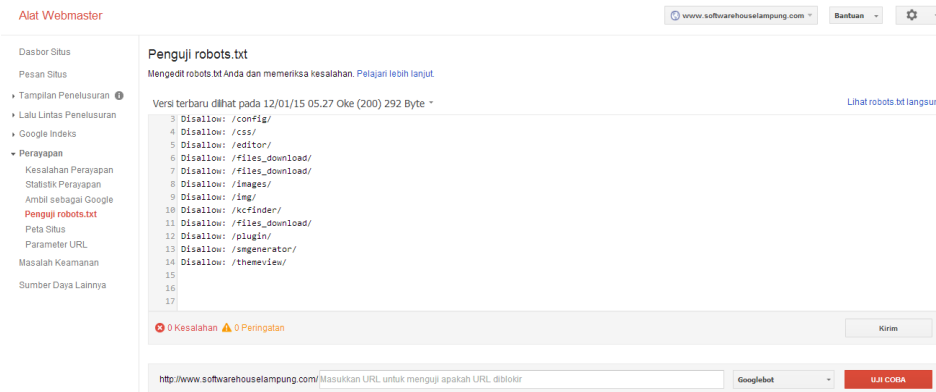 Alat Webmaster
www.softwarehouselampung.com
Bantuan
Dasbor Situs
Pesan Situs
Tampilan Penelusuran
Lalu Lintas Penelusuran
Google Indeks
Perayapan
Kesalahan Perayapan
Statistik Perayapan
Ambil sebagai Google
Penguji robots.txt
Peta Situs
Parameter URL
Masalah Keamanan
Sumber Daya Lainnya
Penguji robots.txt
Mengedit robots.txt Anda dan memeriksa kesalahan. Pelajari lebih lanjut.
Versi terbaru dilihat pada 12/01/15 05.27 Oke (200) 292 Byte
Lihat robots.txt langsun
3 Disallow: /config/
4 Disallow: /css/
5 Disallow: /editor/
6 Disallow: /files_download/
7 Disallow: /files_download/
8 Disallow: /images/
9 Disallow: /img/
10 Disallow: /kcfinder/
11 Disallow: /files_download/
12 Disallow: /plugin/
13 Disallow: /smgenerator/
14 Disallow: /themeview/
15
16
17
0 Kesalahan 0 Peringatan
Kirim
http://www.softwarehouselampung.com/ Masukkan URL untuk menguji apakah URL diblokir
Googlebot
UJI COBA